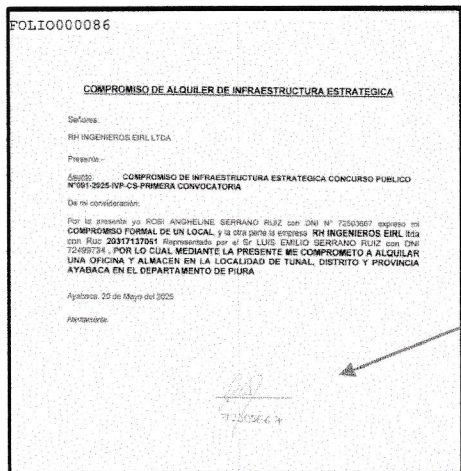 FOLIO000086
COMPROMISO DE ALQUILER DE INFRAESTRUCTURA ESTRATEGICA
Señores:
RH INGENIEROS EIRL LTDA
Presente.-
Asunto: COMPROMISO DE INFRAESTRUCTURA ESTRATEGICA CONCURSO PUBLICO
N°001-2025-IVP-CS-PRIMERA CONVOCATORIA
De mi consideración:
Por la presente yo ROSI ANGHELINE SERRANO RUIZ con DNI N° 72503667 expreso mi
COMPROMISO FORMAL DE UN LOCAL, y la otra parte la empresa RH INGENIEROS EIRL ltda
con Ruc 20317137051 Representado por el Sr LUIS EMILIO SERRANO RUIZ con DNI
72499734 , POR LO CUAL MEDIANTE LA PRESENTE ME COMPROMETO A ALQUILAR
UNA OFICINA Y ALMACEN EN LA LOCALIDAD DE TUNAL, DISTRITO Y PROVINCIA
AYABACA EN EL DEPARTAMENTO DE PIURA
Ayabaca, 20 de Mayo del 2025
Atentamente.